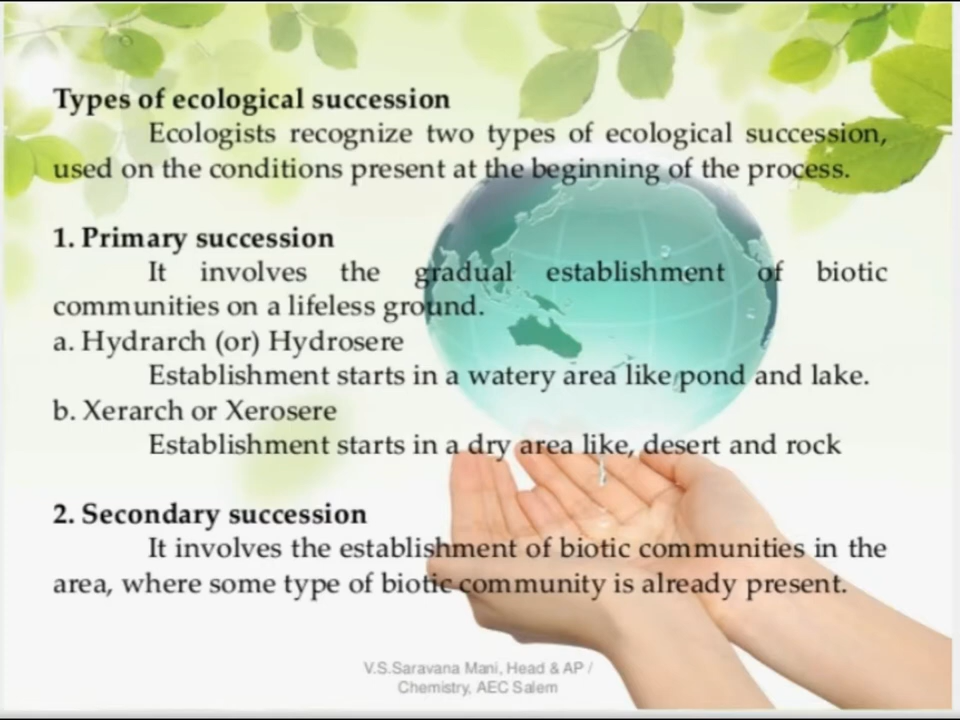 Types of ecological succession
Ecologists recognize two types of ecological succession,
used on the conditions present at the beginning of the process.
1. Primary succession
It involves the gradual establishment of biotic
communities on a lifeless ground.
a. Hydrarch (or) Hydrosere
Establishment starts in a watery area like pond and lake.
b. Xerarch or Xerosere
Establishment starts in a dry area like, desert and rock
2. Secondary succession
It involves the establishment of biotic communities in the
area, where some type of biotic community is already present.
V.S.Saravana Mani, Head & AP /
Chemistry, AEC Salem